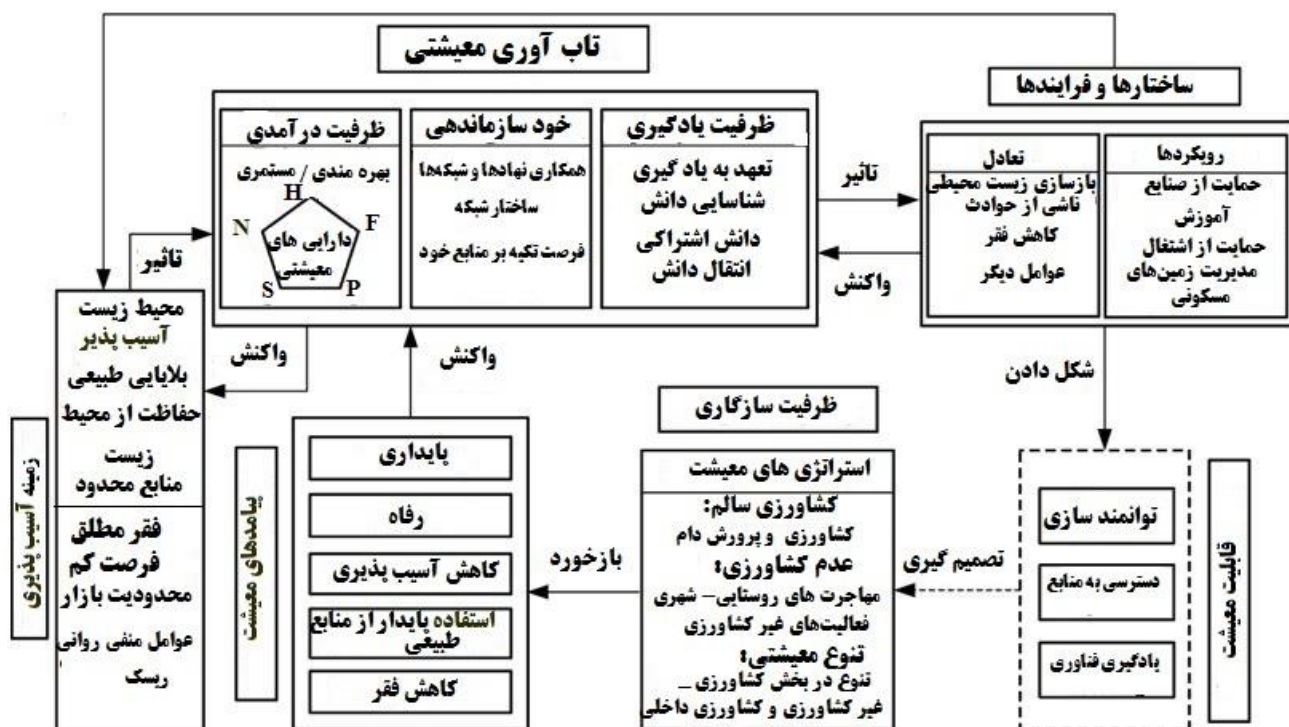 تاب آوری معیشتی
ساختارها و فرایندها
ظرفیت یادگیری
تعهد به یاد گیری
شناسایی دانش
دانش اشتراکی
انتقال دانش
خود سازماندهی
همکاری نهادها و شبکه‌ها
ساختار شبکه
فرصت تکیه بر منابع خود
ظرفیت درآمدی
بهره مندی / مستمری
H
N
F
دارایی های
معیشتی
S
P
رویکردها
حمایت از صنایع
آموزش
حمایت از اشتغال
مدیریت زمین‌های
مسکونی
تعادل
بازسازی زیست محیطی
ناشی از حوادث
کاهش فقر
عوامل دیگر
تاثیر
واکنش
تاثیر
واکنش
واکنش
شکل دادن
زمینه آسیب پذیری
محیط زیست
آسیب پذیر
بلایایی طبیعی
حفاظت از محیط
زیست
منابع محدود
فقر مطلق
فرصت کم
محدودیت بازار
عوامل منفی روانی
ریسک
قابلیت معیشت
توانمند سازی
دسترسی به منابع
یادگیری فناوری
تصمیم گیری
ظرفیت سازگاری
استراتژی های معیشت
کشاورزی سالم:
کشاورزی و پرورش دام
عدم کشاورزی:
مهاجرت های روستایی– شهری
فعالیت‌های غیر کشاورزی
تنوع معیشتی:
تنوع در بخش کشاورزی –
غیر کشاورزی و کشاورزی داخلی
بازخورد
پیامدهای معیشت
پایداری
رفاه
کاهش آسیب پذیری
استفاده پایدار از منابع
طبیعی
کاهش فقر